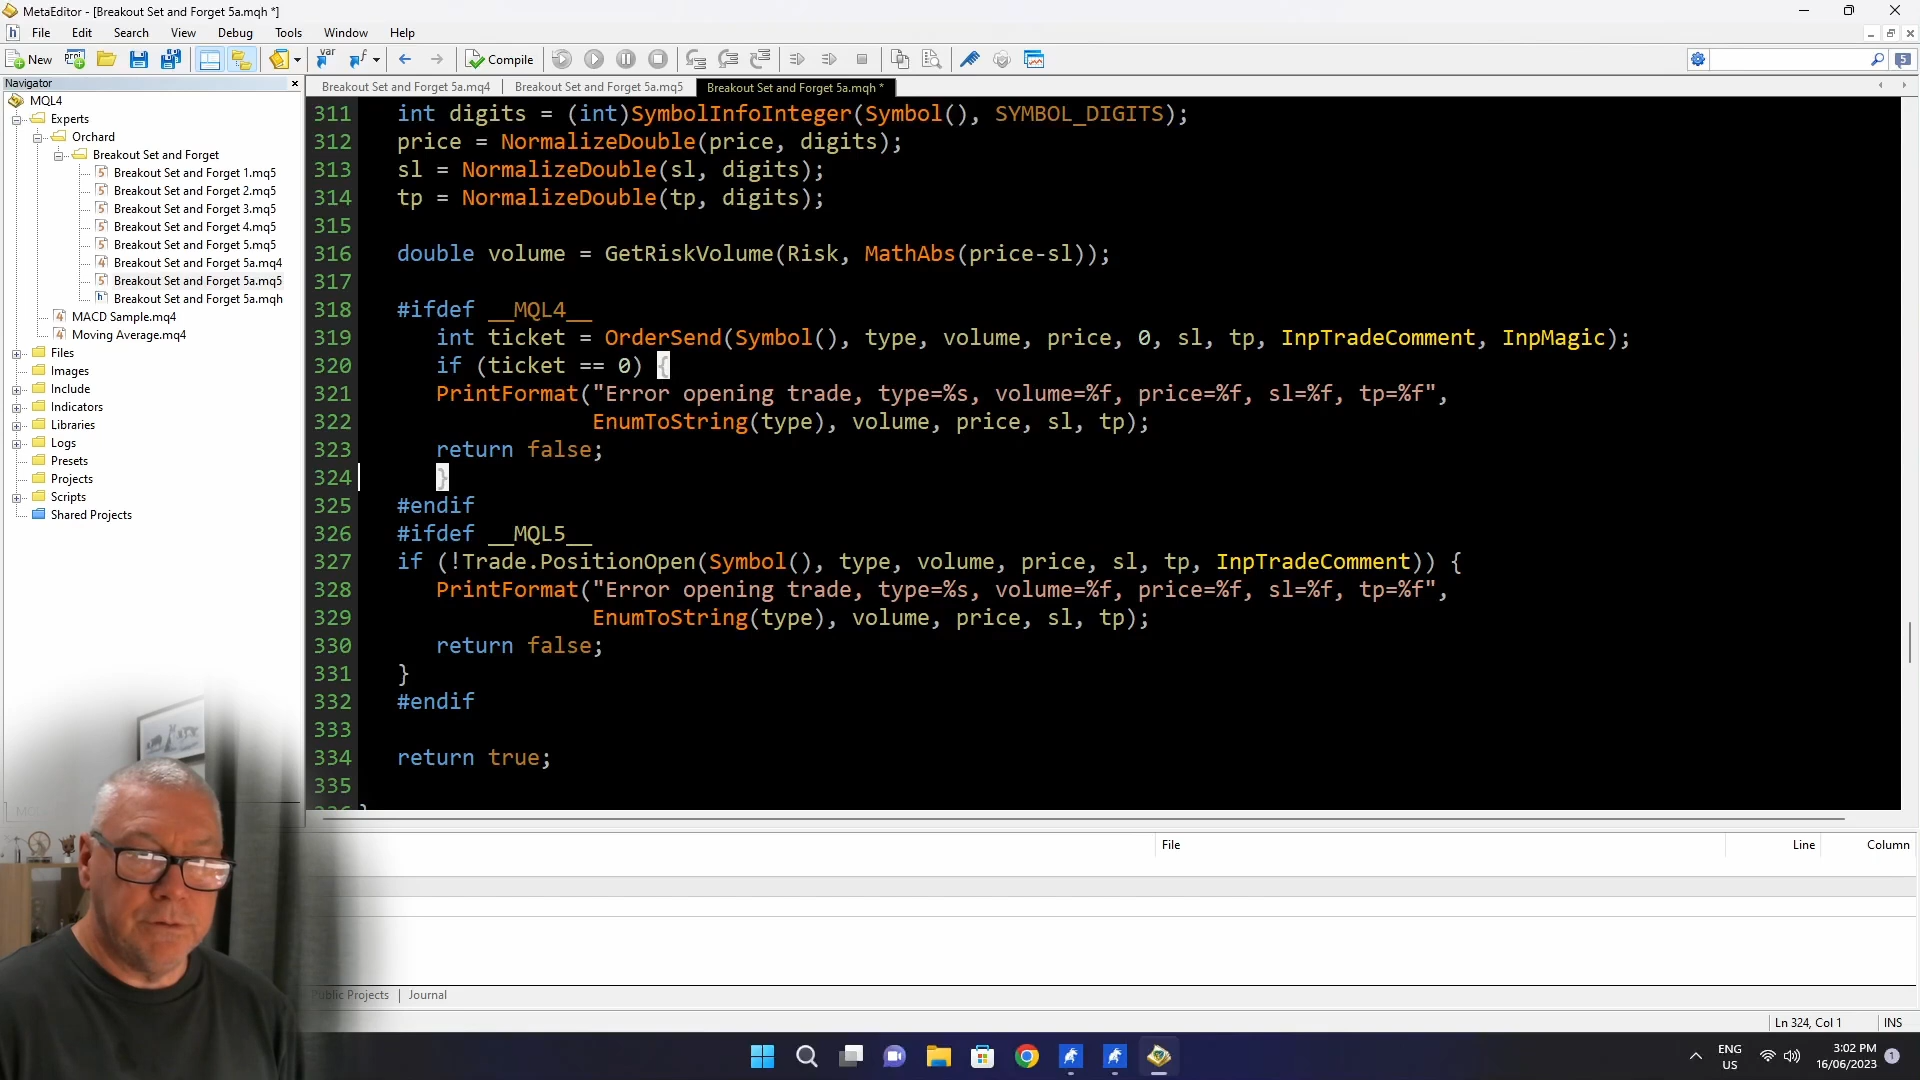 MetaEditor - [Breakout Set and Forget 5a.mqh *]
File Edit Search View Debug Tools Window Help
New var Compile 5
Navigator
Breakout Set and Forget 5a.mq4 Breakout Set and Forget 5a.mq5 Breakout Set and Forget 5a.mqh *
MQL4
Experts
Orchard
Breakout Set and Forget
Breakout Set and Forget 1.mq5
Breakout Set and Forget 2.mq5
Breakout Set and Forget 3.mq5
Breakout Set and Forget 4.mq5
Breakout Set and Forget 5.mq5
Breakout Set and Forget 5a.mq4
Breakout Set and Forget 5a.mq5
Breakout Set and Forget 5a.mqh
MACD Sample.mq4
Moving Average.mq4
Files
Images
Include
Indicators
Libraries
Logs
Presets
Projects
Scripts
Shared Projects
311 int digits = (int)SymbolInfoInteger(Symbol(), SYMBOL_DIGITS);
312 price = NormalizeDouble(price, digits);
313 sl = NormalizeDouble(sl, digits);
314 tp = NormalizeDouble(tp, digits);
315
316 double volume = GetRiskVolume(Risk, MathAbs(price-sl));
317
318 #ifdef __MQL4__
319 int ticket = OrderSend(Symbol(), type, volume, price, 0, sl, tp, InpTradeComment, InpMagic);
320 if (ticket == 0) {
321 PrintFormat("Error opening trade, type=%s, volume=%f, price=%f, sl=%f, tp=%f",
322 EnumToString(type), volume, price, sl, tp);
323 return false;
324 }
325 #endif
326 #ifdef __MQL5__
327 if (!Trade.PositionOpen(Symbol(), type, volume, price, sl, tp, InpTradeComment)) {
328 PrintFormat("Error opening trade, type=%s, volume=%f, price=%f, sl=%f, tp=%f",
329 EnumToString(type), volume, price, sl, tp);
330 return false;
331 }
332 #endif
333
334 return true;
335
File Line Column
Public Projects | Journal
Ln 324, Col 1 INS
ENG
US
3:02 PM
16/06/2023
1